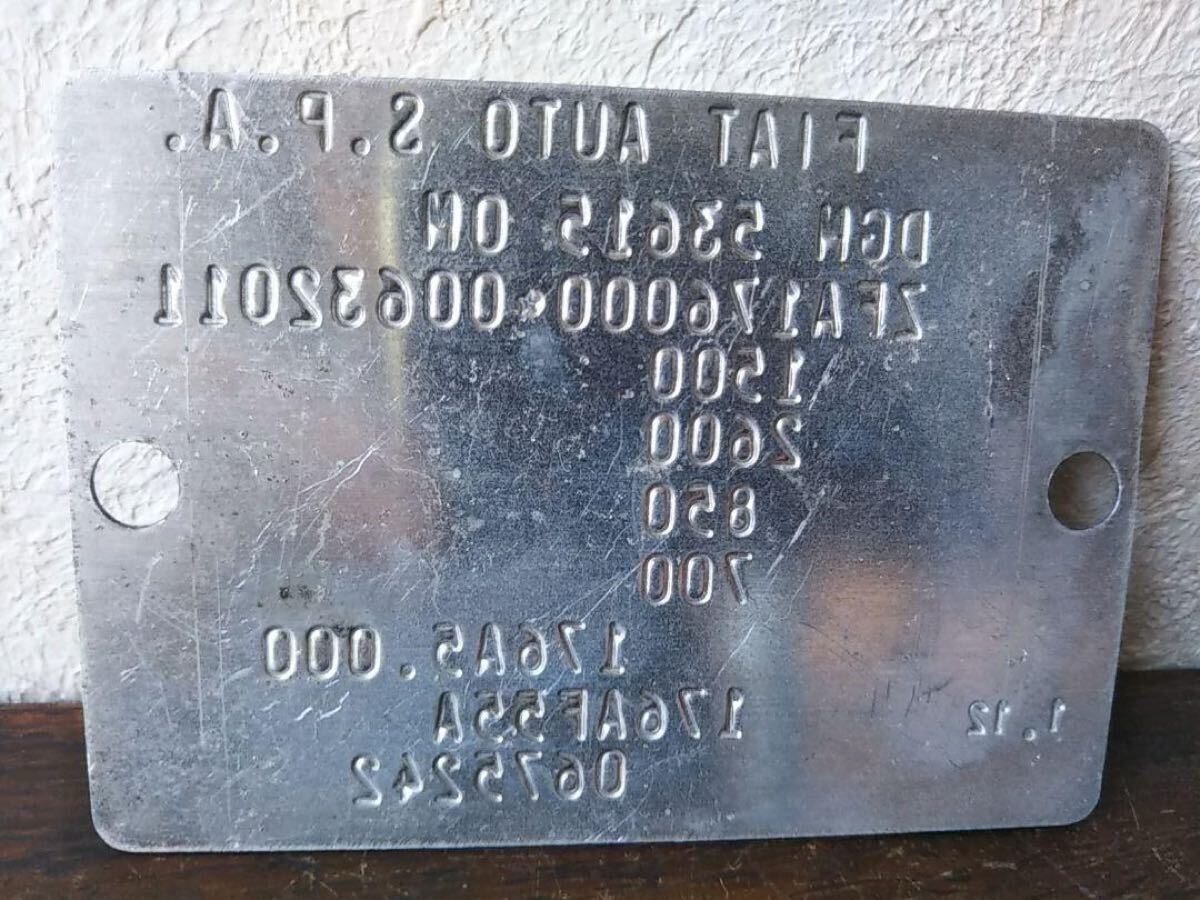 FIAT AUTO S.P.A.
DGM 53615 OM
ZFA176000*00632011
1500
2600
850
700
176A5.000
1.12 176AF55A
0675242